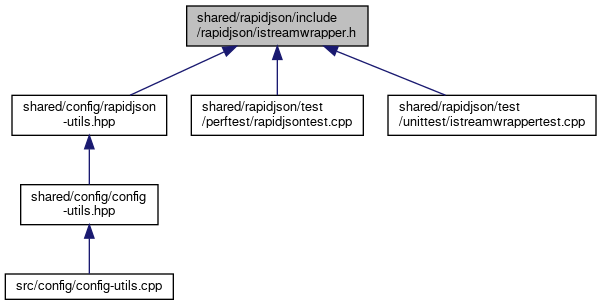 shared/rapidjson/include
/rapidjson/istreamwrapper.h
shared/config/rapidjson
-utils.hpp
shared/rapidjson/test
/perftest/rapidjsontest.cpp
shared/rapidjson/test
/unittest/istreamwrappertest.cpp
shared/config/config
-utils.hpp
src/config/config-utils.cpp